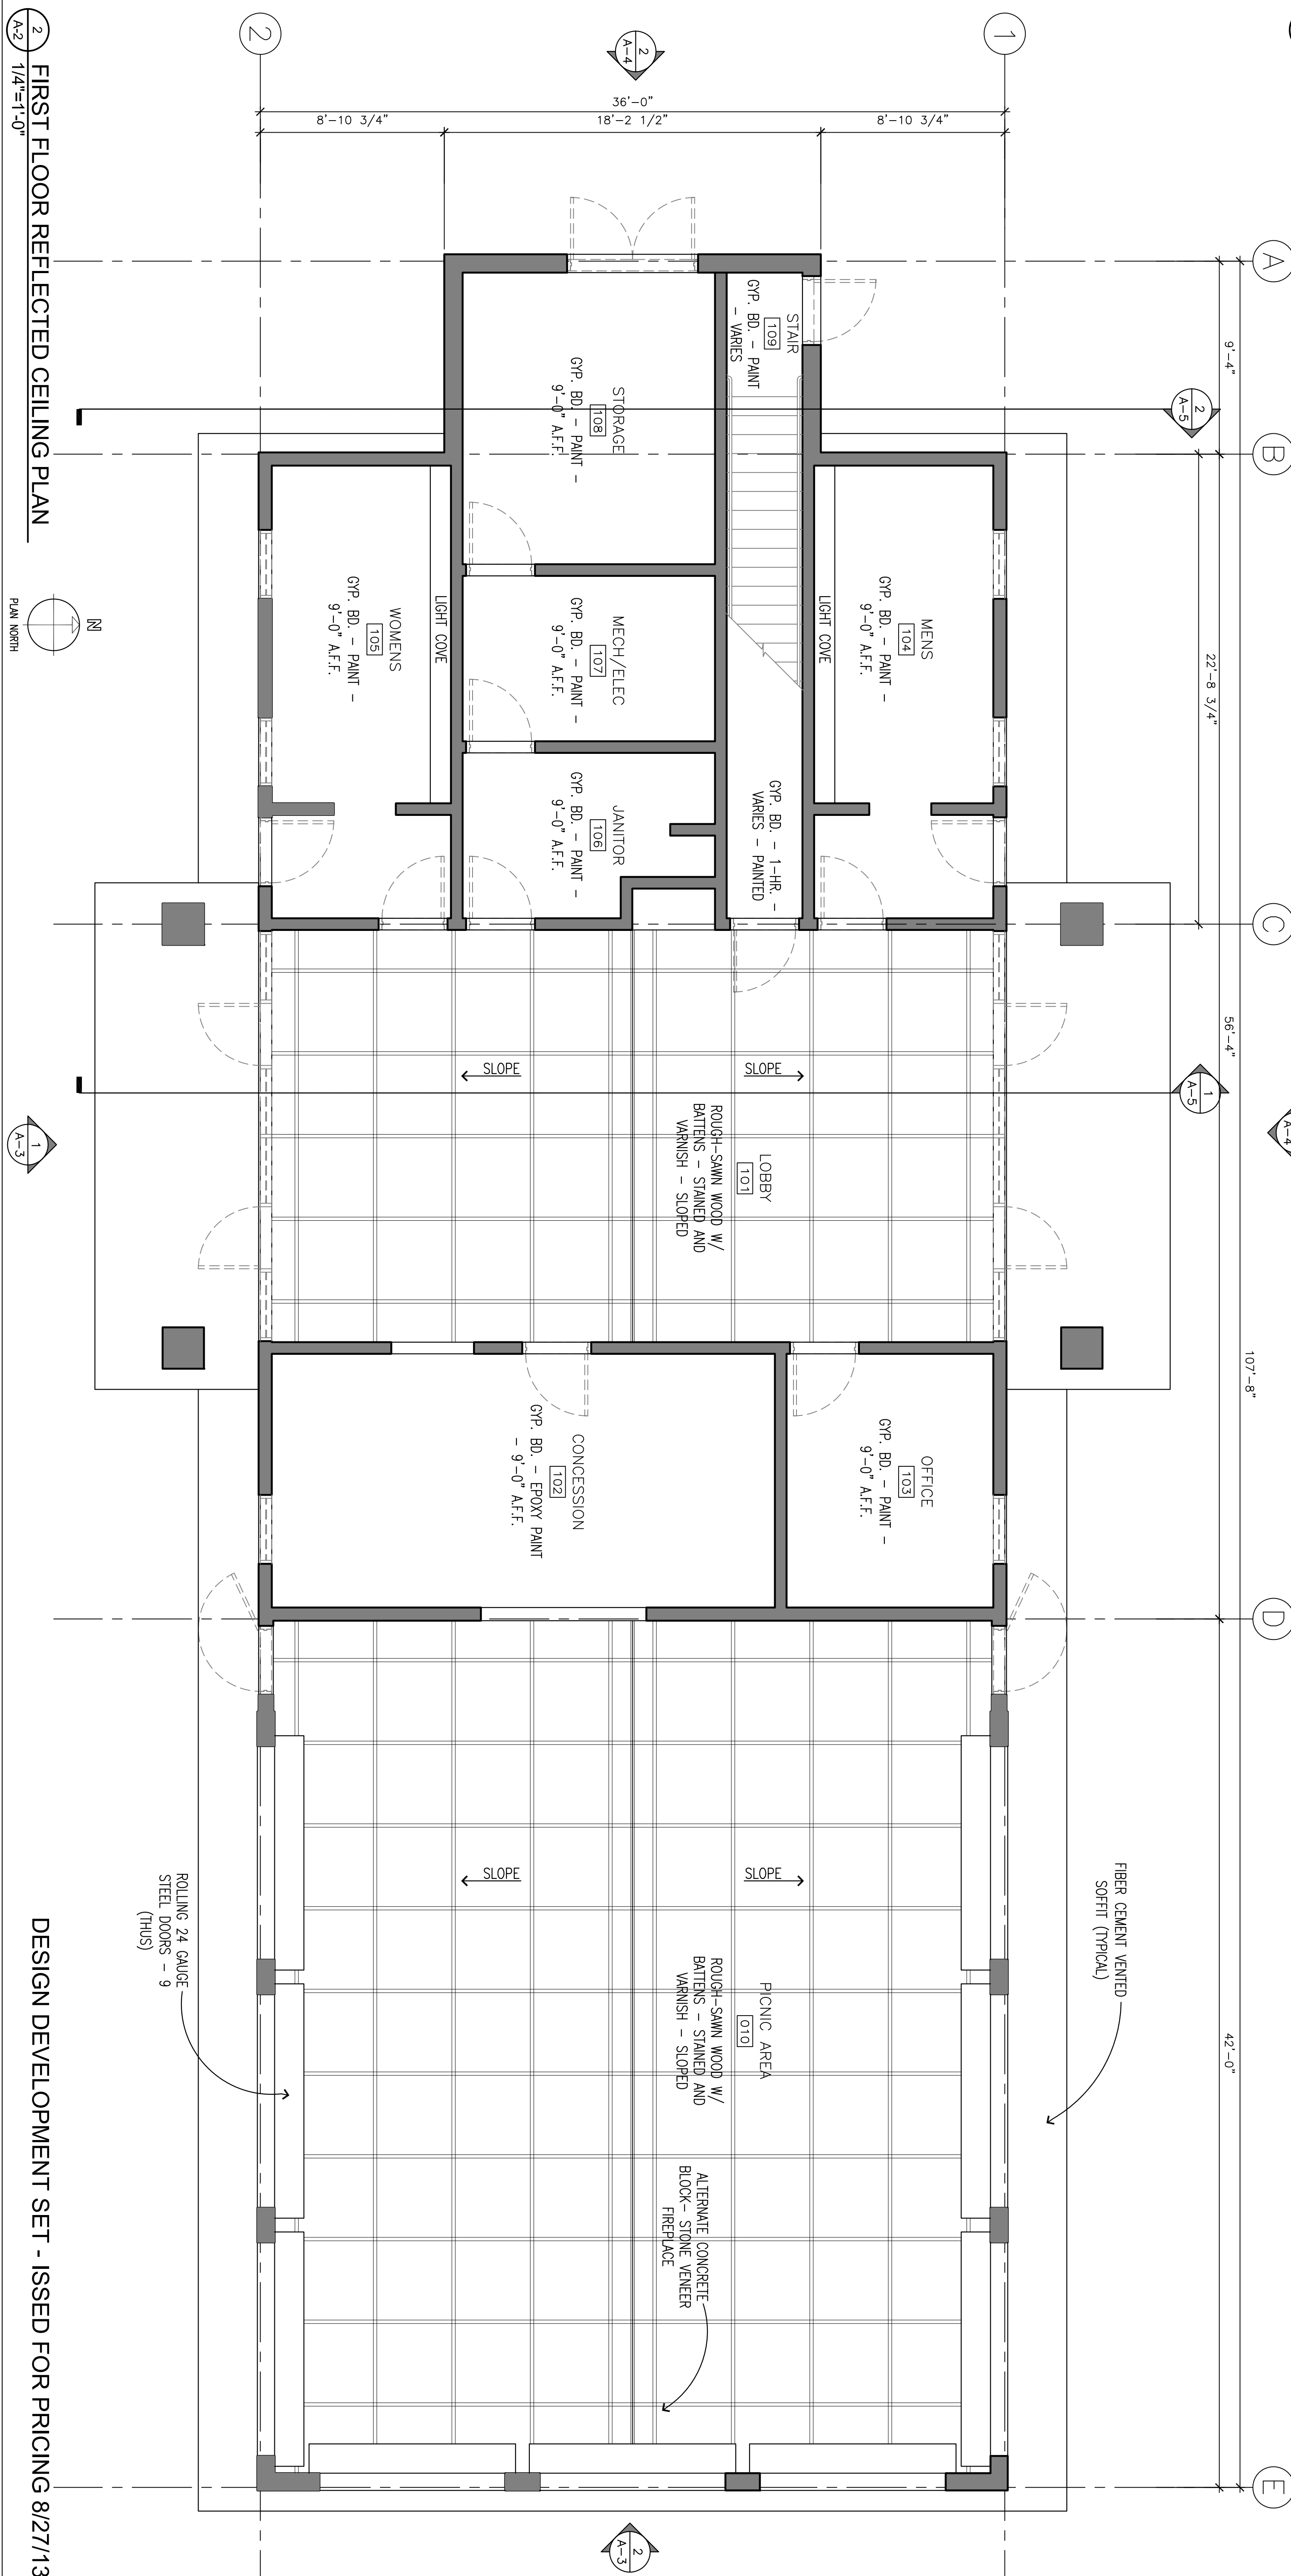 A
B
C
D
E
107'-8"
9'-4"
56'-4"
42'-0"
22'-8 3/4"
2
A-5
1
A-5
A-4
1
2
2
A-4
36'-0"
8'-10 3/4"
18'-2 1/2"
8'-10 3/4"
FIBER CEMENT VENTED
SOFFIT (TYPICAL)
MENS
104
GYP. BD. - PAINT -
9'-0" A.F.F.
LIGHT COVE
OFFICE
103
GYP. BD. - PAINT -
9'-0" A.F.F.
STAIR
109
GYP. BD. - PAINT
- VARIES
GYP. BD. - 1-HR. -
VARIES - PAINTED
SLOPE
SLOPE
LOBBY
101
ROUGH-SAWN WOOD W/
BATTENS - STAINED AND
VARNISH - SLOPED
SLOPE
SLOPE
PICNIC AREA
010
ROUGH-SAWN WOOD W/
BATTENS - STAINED AND
VARNISH - SLOPED
ALTERNATE CONCRETE
BLOCK- STONE VENEER
FIREPLACE
STORAGE
108
GYP. BD. - PAINT -
9'-0" A.F.F.
MECH/ELEC
107
GYP. BD. - PAINT -
9'-0" A.F.F.
JANITOR
106
GYP. BD. - PAINT -
9'-0" A.F.F.
CONCESSION
102
GYP. BD. - EPOXY PAINT
- 9'-0" A.F.F.
LIGHT COVE
WOMENS
105
GYP. BD. - PAINT -
9'-0" A.F.F.
ROLLING 24 GAUGE
STEEL DOORS - 9
(THUS)
2
A-3
1
A-3
N
PLAN NORTH
2
A-2
FIRST FLOOR REFLECTED CEILING PLAN
1/4"=1'-0"
DESIGN DEVELOPMENT SET - ISSED FOR PRICING 8/27/13